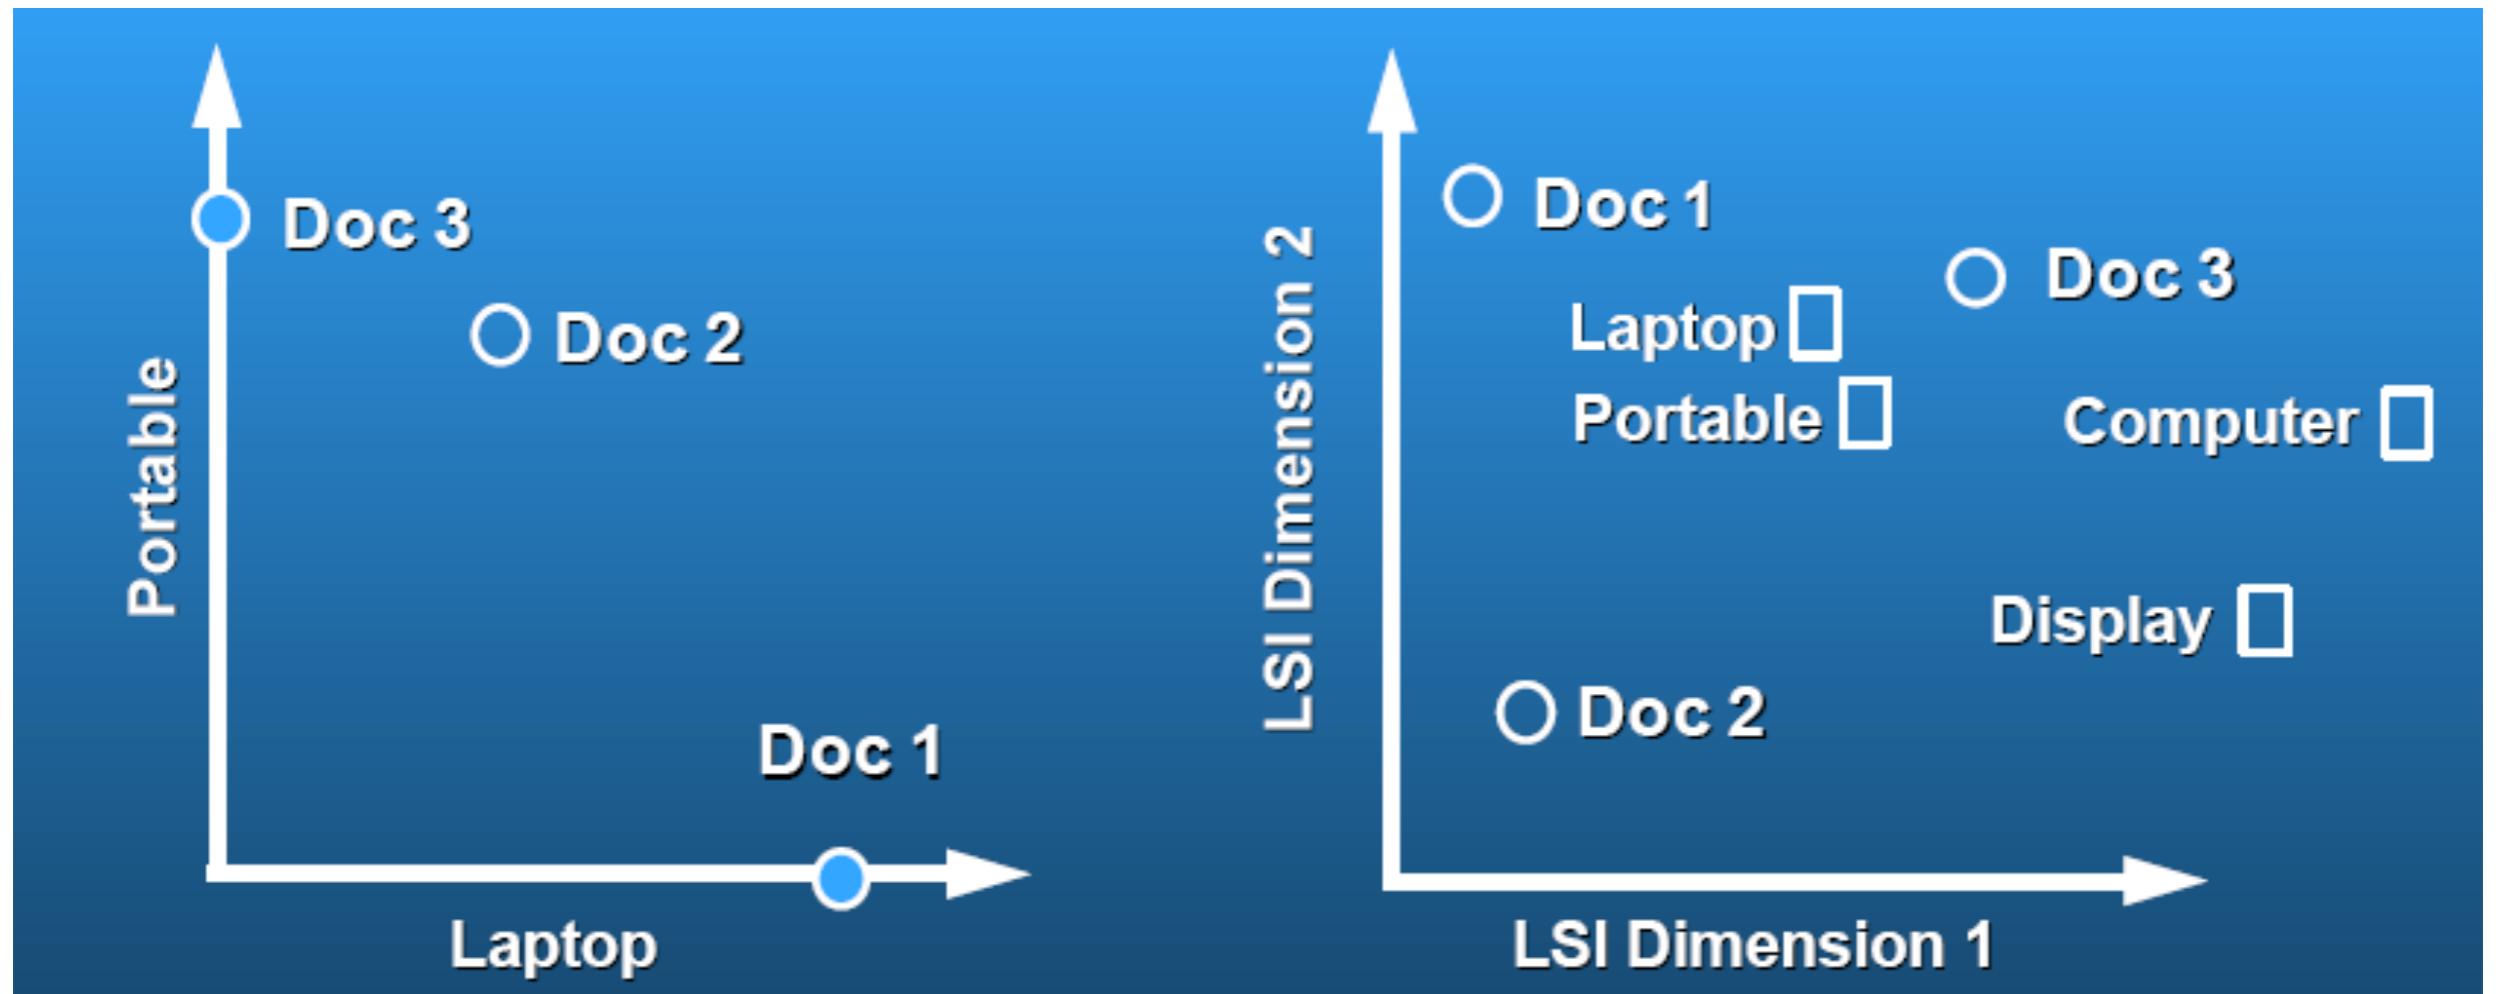 Portable
Doc 3
Doc 2
Doc 1
Laptop
LSI Dimension 2
Doc 1
Doc 3
Laptop
Portable
Computer
Display
Doc 2
LSI Dimension 1